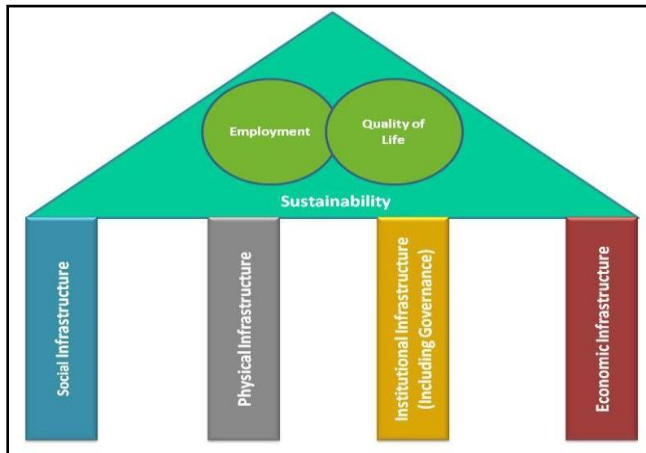 Employment
Quality of
Life
Sustainability
Social Infrastructure
Physical Infrastructure
Institutional Infrastructure
(Including Governance)
Economic Infrastructure